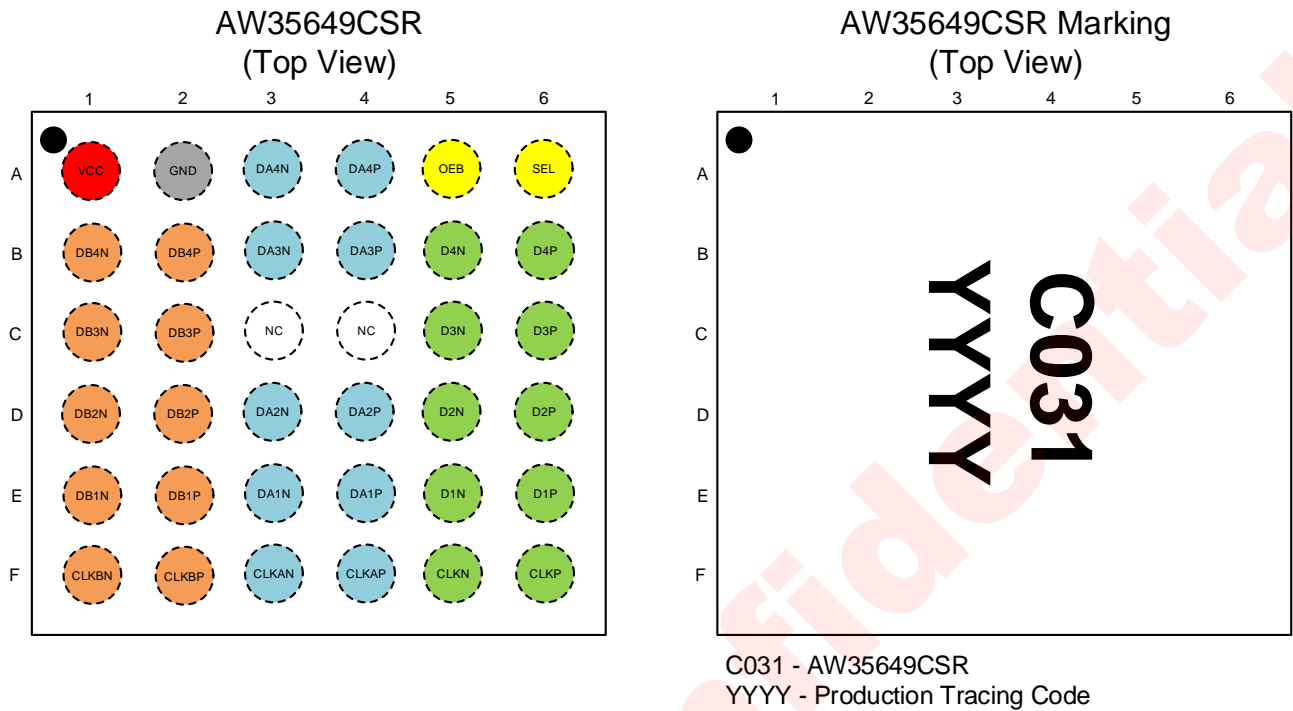 AW35649CSR
(Top View)
1 2 3 4 5 6
A VCC GND DA4N DA4P OEB SEL
B DB4N DB4P DA3N DA3P D4N D4P
C DB3N DB3P NC NC D3N D3P
D DB2N DB2P DA2N DA2P D2N D2P
E DB1N DB1P DA1N DA1P D1N D1P
F CLKBN CLKBP CLKAN CLKAP CLKN CLKP
AW35649CSR Marking
(Top View)
1 2 3 4 5 6
A
B
C
D
E
F
C031
YYYY
C031 - AW35649CSR
YYYY - Production Tracing Code
fidential